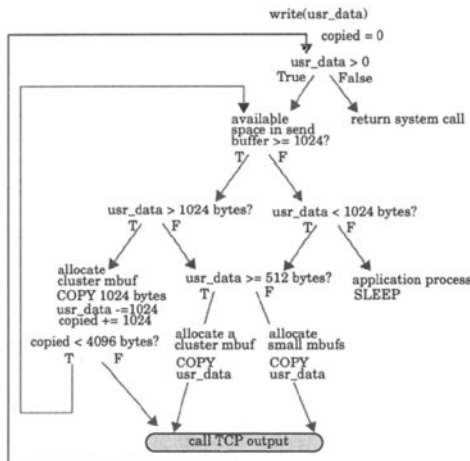 write(usr_data)
copied = 0
usr_data > 0
True False
available
space in send
buffer >= 1024?
return system call
T F
usr_data > 1024 bytes?
usr_data < 1024 bytes?
T F
T F
allocate
cluster mbuf
COPY 1024 bytes
usr_data -=1024
copied += 1024
usr_data >= 512 bytes?
T F
application process
SLEEP
copied < 4096 bytes?
T F
allocate a
cluster mbuf
COPY
usr_data
allocate
small mbufs
COPY
usr_data
call TCP output